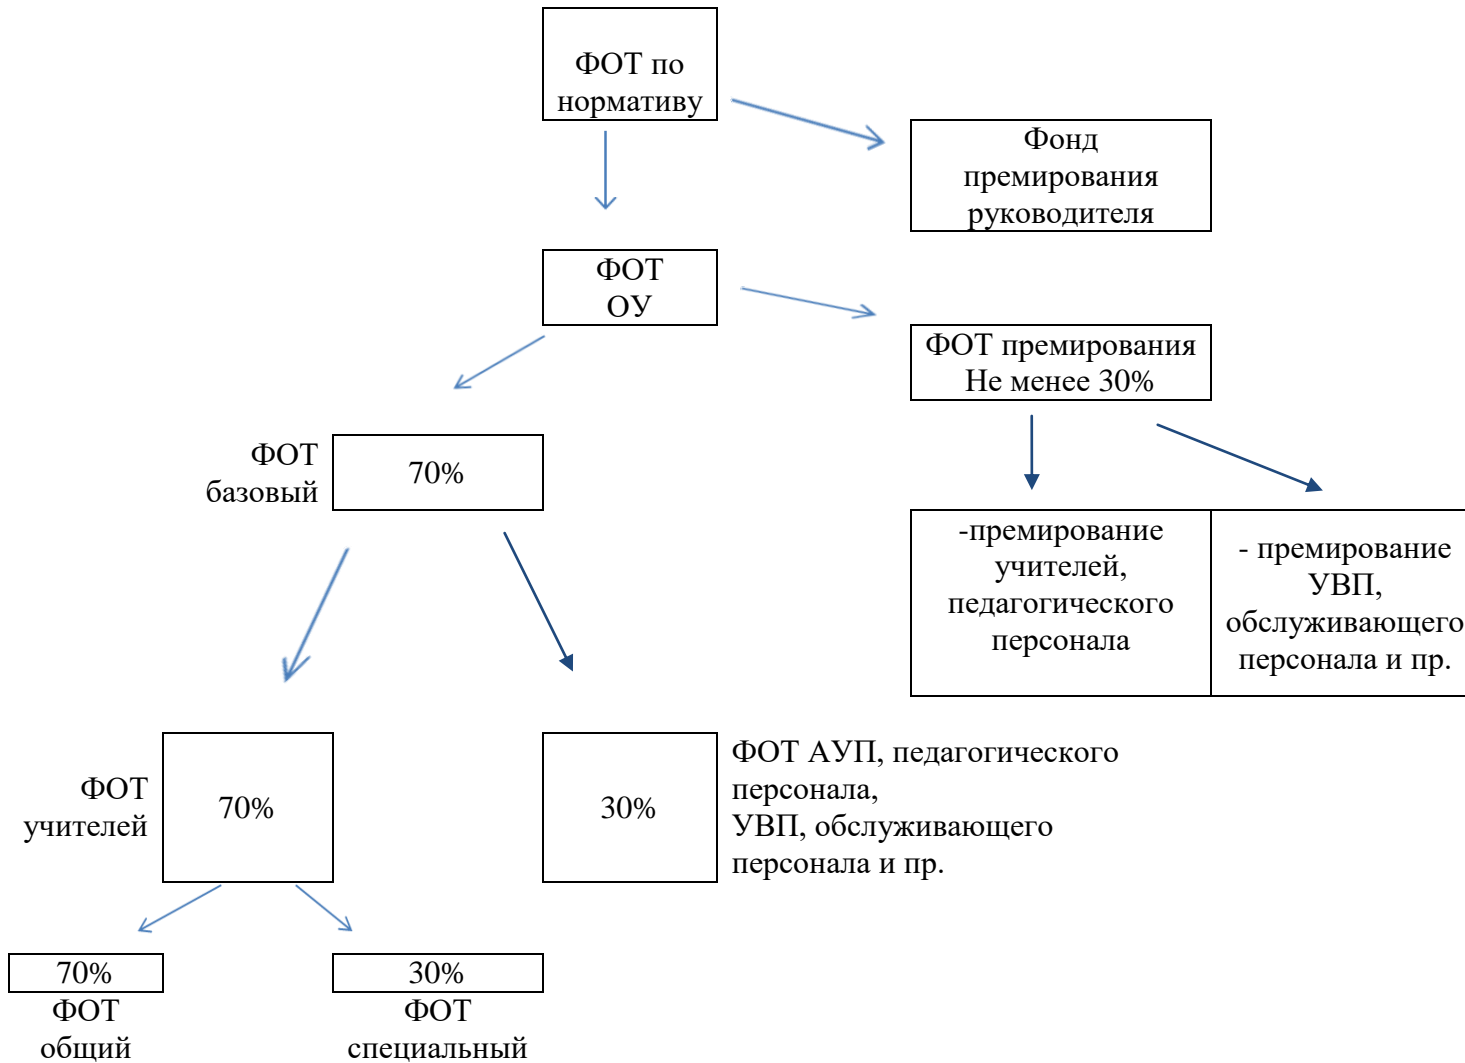 ФОТ по
нормативу
Фонд
премирования
руководителя
ФОТ
ОУ
ФОТ премирования
Не менее 30%
ФОТ
базовый
70%
-премирование
учителей,
педагогического
персонала
- премирование
УВП,
обслуживающего
персонала и пр.
ФОТ
учителей
70%
30%
ФОТ АУП, педагогического
персонала,
УВП, обслуживающего
персонала и пр.
70%
ФОТ
общий
30%
ФОТ
специальный